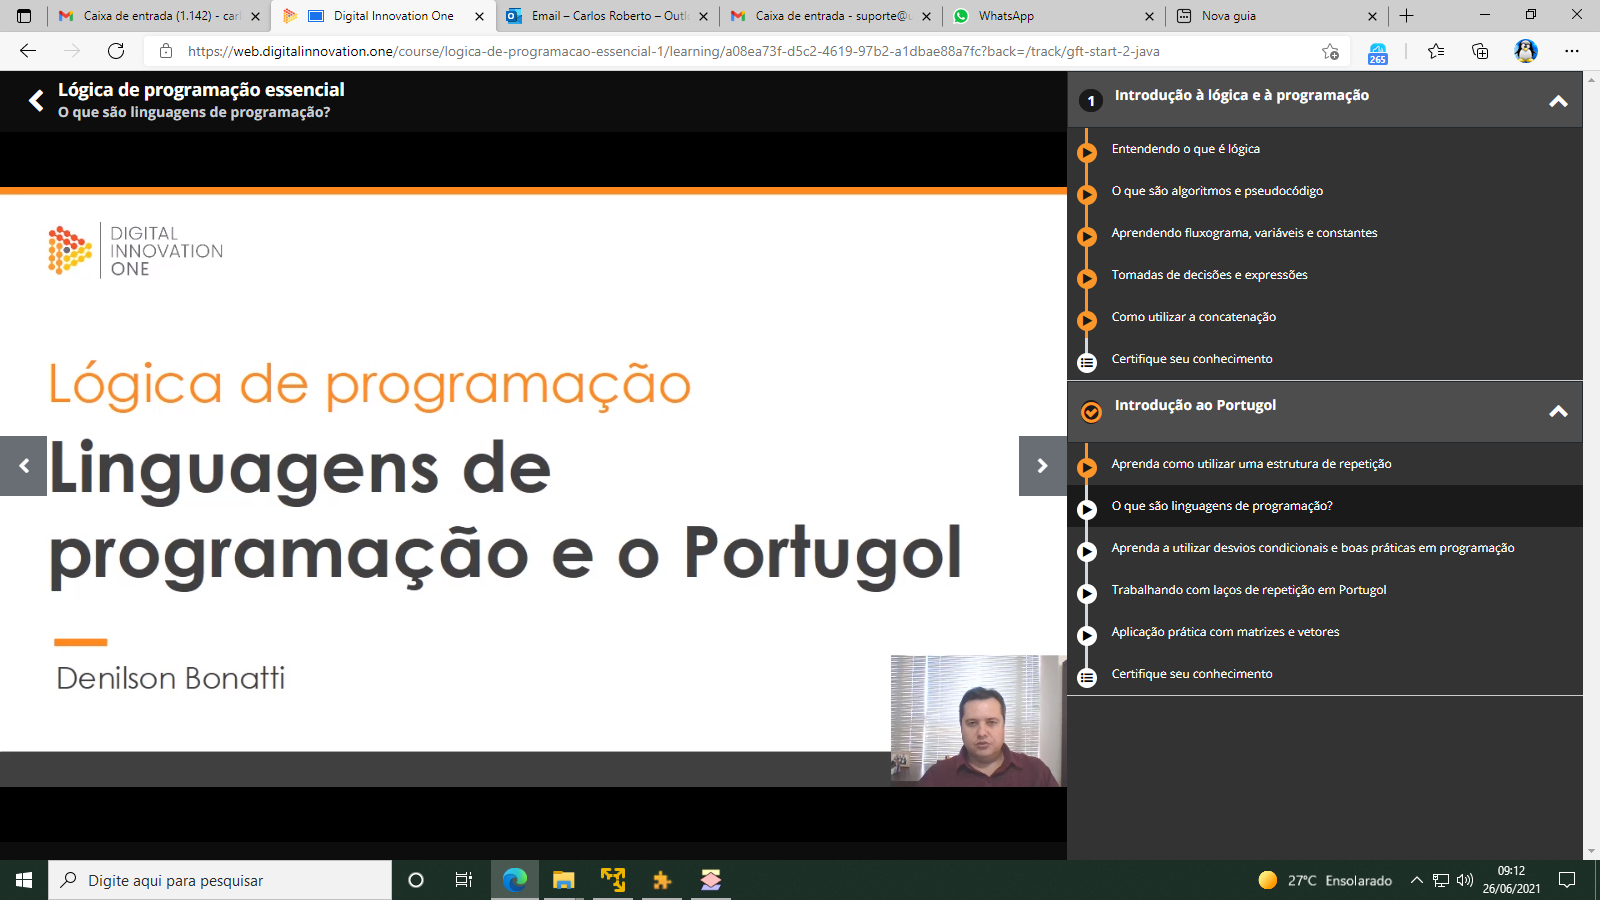 Caixa de entrada (1.142) - carl
Digital Innovation One
Email – Carlos Roberto – Outl
Caixa de entrada - suporte@u
WhatsApp
Nova guia
https://web.digitalinnovation.one/course/logica-de-programacao-essencial-1/learning/a08ea73f-d5c2-4619-97b2-a1dbae88a7fc?back=/track/gft-start-2-java
265
Lógica de programação essencial
O que são linguagens de programação?
DIGITAL
INNOVATION
ONE
Lógica de programação
Linguagens de
programação e o Portugol
Denilson Bonatti
1 Introdução à lógica e à programação
Entendendo o que é lógica
O que são algoritmos e pseudocódigo
Aprendendo fluxograma, variáveis e constantes
Tomadas de decisões e expressões
Como utilizar a concatenação
Certifique seu conhecimento
Introdução ao Portugol
Aprenda como utilizar uma estrutura de repetição
O que são linguagens de programação?
Aprenda a utilizar desvios condicionais e boas práticas em programação
Trabalhando com laços de repetição em Portugol
Aplicação prática com matrizes e vetores
Certifique seu conhecimento
Digite aqui para pesquisar
27°C Ensolarado
09:12
26/06/2021